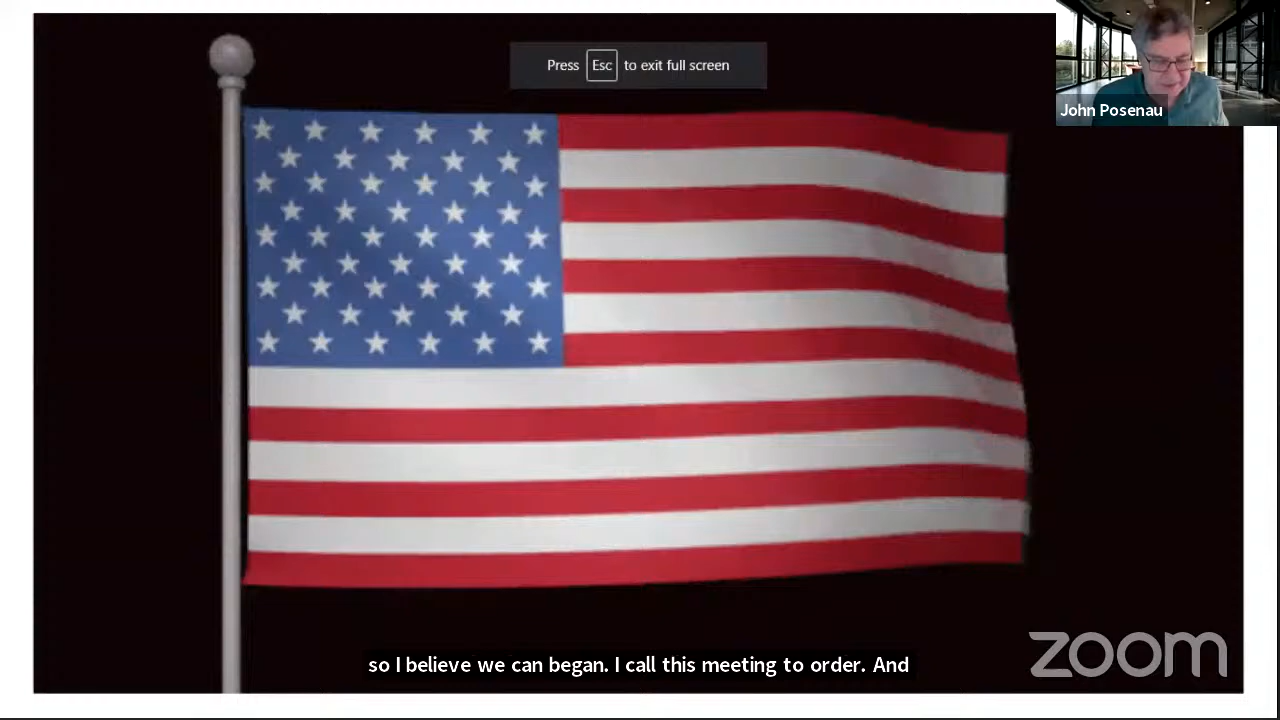 Press Esc to exit full screen
John Posenau
so I believe we can began. I call this meeting to order. And
zoom